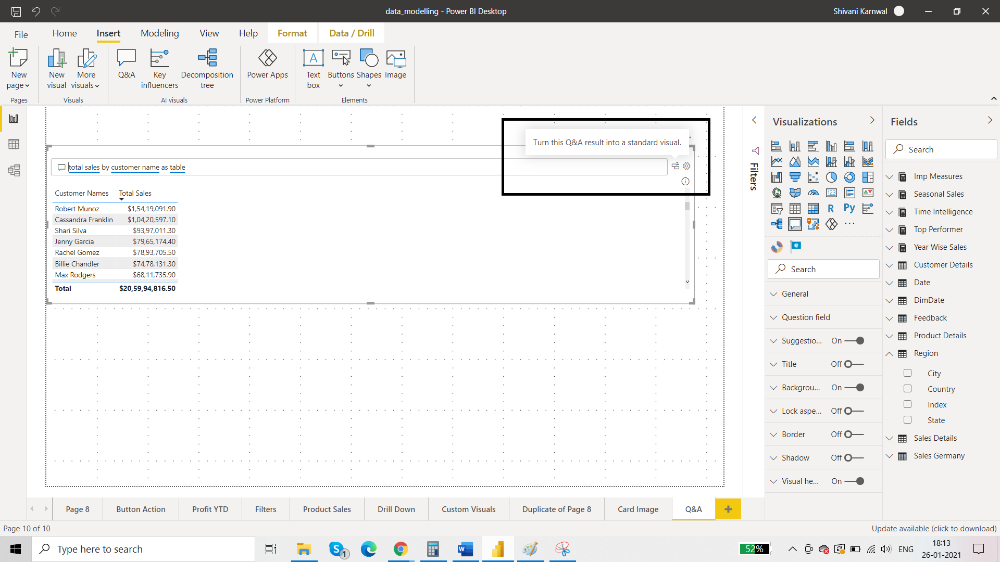 data_modelling - Power BI Desktop
Shivani Karnwal
File
Home
Insert
Modeling
View
Help
Format
Data / Drill
New page
New visual
More visuals
Q&A
Key influencers
Decomposition tree
Power Apps
Text box
Buttons
Shapes
Image
Pages
Visuals
AI visuals
Power Platform
Elements
Turn this Q&A result into a standard visual.
total sales by customer name as table
Customer Names Total Sales
Robert Munoz $1,54,19,091.90
Cassandra Franklin $1,04,20,597.10
Shari Silva $93,97,011.30
Jenny Garcia $79,65,174.40
Rachel Gomez $78,93,705.50
Billie Chandler $74,78,131.30
Max Rodgers $68,11,735.90
Total $20,59,94,816.50
Filters
Visualizations
123
R
Py
Search
General
Question field
Suggestio... On
Title Off
Backgrou... On
Lock aspe... Off
Border Off
Shadow Off
Visual he... On
Fields
Search
Imp Measures
Seasonal Sales
Time Intelligence
Top Performer
Year Wise Sales
Customer Details
Date
DimDate
Feedback
Product Details
Region
City
Country
Index
State
Sales Details
Sales Germany
Page 8
Button Action
Profit YTD
Filters
Product Sales
Drill Down
Custom Visuals
Duplicate of Page 8
Card Image
Q&A
Page 10 of 10
Update available (click to download)
Type here to search
1
52%
ENG
18:13
26-01-2021